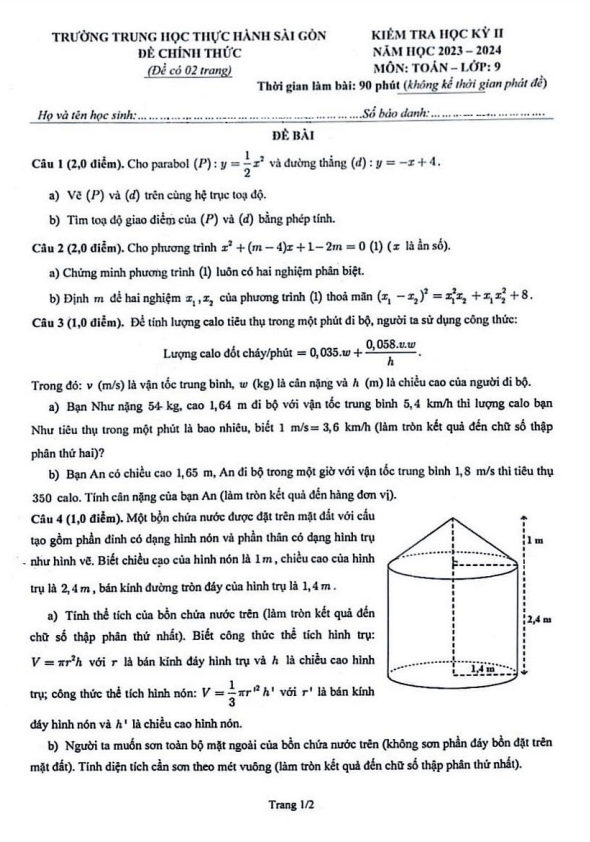 TRƯỜNG TRUNG HỌC THỰC HÀNH SÀI GÒN
ĐỀ CHÍNH THỨC
(Đề có 02 trang)
KIỂM TRA HỌC KỲ II
NĂM HỌC 2023 – 2024
MÔN: TOÁN – LỚP: 9
Thời gian làm bài: 90 phút (không kể thời gian phát đề)
Họ và tên học sinh:.......................................................Số báo danh:...........................
ĐỀ BÀI
Câu 1 (2,0 điểm). Cho parabol (P) : y = 1/2 x² và đường thẳng (d) : y = −x + 4.
a) Vẽ (P) và (d) trên cùng hệ trục toạ độ.
b) Tìm toạ độ giao điểm của (P) và (d) bằng phép tính.
Câu 2 (2,0 điểm). Cho phương trình x² + (m − 4)x + 1 − 2m = 0 (1) (x là ẩn số).
a) Chứng minh phương trình (1) luôn có hai nghiệm phân biệt.
b) Định m để hai nghiệm x₁, x₂ của phương trình (1) thoả mãn (x₁ − x₂)² = x₁²x₂ + x₁x₂² + 8.
Câu 3 (1,0 điểm). Để tính lượng calo tiêu thụ trong một phút đi bộ, người ta sử dụng công thức:
Lượng calo đốt cháy/phút = 0,035.w + 0,058.v.w/h.
Trong đó: v (m/s) là vận tốc trung bình, w (kg) là cân nặng và h (m) là chiều cao của người đi bộ.
a) Bạn Như nặng 54 kg, cao 1,64 m đi bộ với vận tốc trung bình 5,4 km/h thì lượng calo bạn
Như tiêu thụ trong một phút là bao nhiêu, biết 1 m/s = 3,6 km/h (làm tròn kết quả đến chữ số thập
phân thứ hai)?
b) Bạn An có chiều cao 1,65 m, An đi bộ trong một giờ với vận tốc trung bình 1,8 m/s thì tiêu thụ
350 calo. Tính cân nặng của bạn An (làm tròn kết quả đến hàng đơn vị).
Câu 4 (1,0 điểm). Một bồn chứa nước được đặt trên mặt đất với cấu
tạo gồm phần đỉnh có dạng hình nón và phần thân có dạng hình trụ
như hình vẽ. Biết chiều cao của hình nón là 1m, chiều cao của hình
trụ là 2,4m, bán kính đường tròn đáy của hình trụ là 1,4m.
a) Tính thể tích của bồn chứa nước trên (làm tròn kết quả đến
chữ số thập phân thứ nhất). Biết công thức thể tích hình trụ:
V = πr²h với r là bán kính đáy hình trụ và h là chiều cao hình
trụ; công thức thể tích hình nón: V = 1/3 πr'²h' với r' là bán kính
đáy hình nón và h' là chiều cao hình nón.
1 m
2,4 m
1,4 m
b) Người ta muốn sơn toàn bộ mặt ngoài của bồn chứa nước trên (không sơn phần đáy bồn đặt trên
mặt đất). Tính diện tích cần sơn theo mét vuông (làm tròn kết quả đến chữ số thập phân thứ nhất).
Trang 1/2